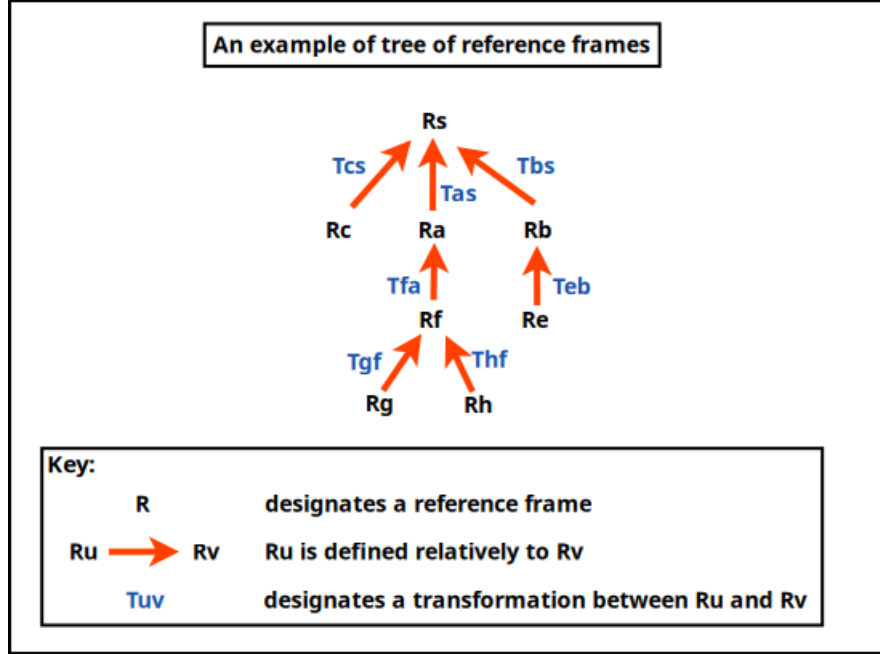 An example of tree of reference frames
Rs
Tcs Tbs
Tas
Rc Ra Rb
Tfa Teb
Rf Re
Tgf Thf
Rg Rh
Key:
R designates a reference frame
Ru Rv Ru is defined relatively to Rv
Tuv designates a transformation between Ru and Rv